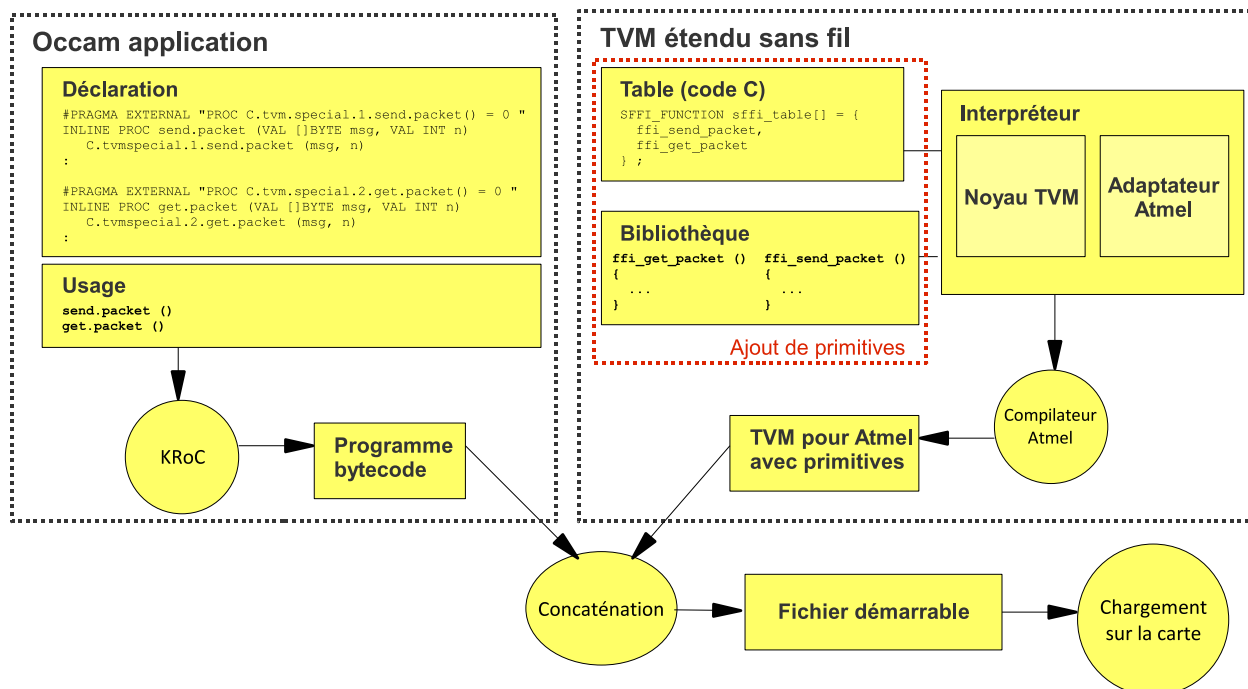 Occam application
Déclaration
#PRAGMA EXTERNAL "PROC C.tvm.special.1.send.packet() = 0 "
INLINE PROC send.packet (VAL []BYTE msg, VAL INT n)
   C.tvmspecial.1.send.packet (msg, n)
:
#PRAGMA EXTERNAL "PROC C.tvm.special.2.get.packet() = 0 "
INLINE PROC get.packet (VAL []BYTE msg, VAL INT n)
   C.tvmspecial.2.get.packet (msg, n)
:
Usage
send.packet ()
get.packet ()
KRoC
Programme
bytecode
TVM étendu sans fil
Table (code C)
SFFI_FUNCTION sffi_table[] = {
  ffi_send_packet,
  ffi_get_packet
} ;
Bibliothèque
ffi_get_packet ()
{
  ...
}
ffi_send_packet ()
{
  ...
}
Ajout de primitives
Interpréteur
Noyau TVM
Adaptateur
Atmel
Compilateur
Atmel
TVM pour Atmel
avec primitives
Concaténation
Fichier démarrable
Chargement
sur la carte